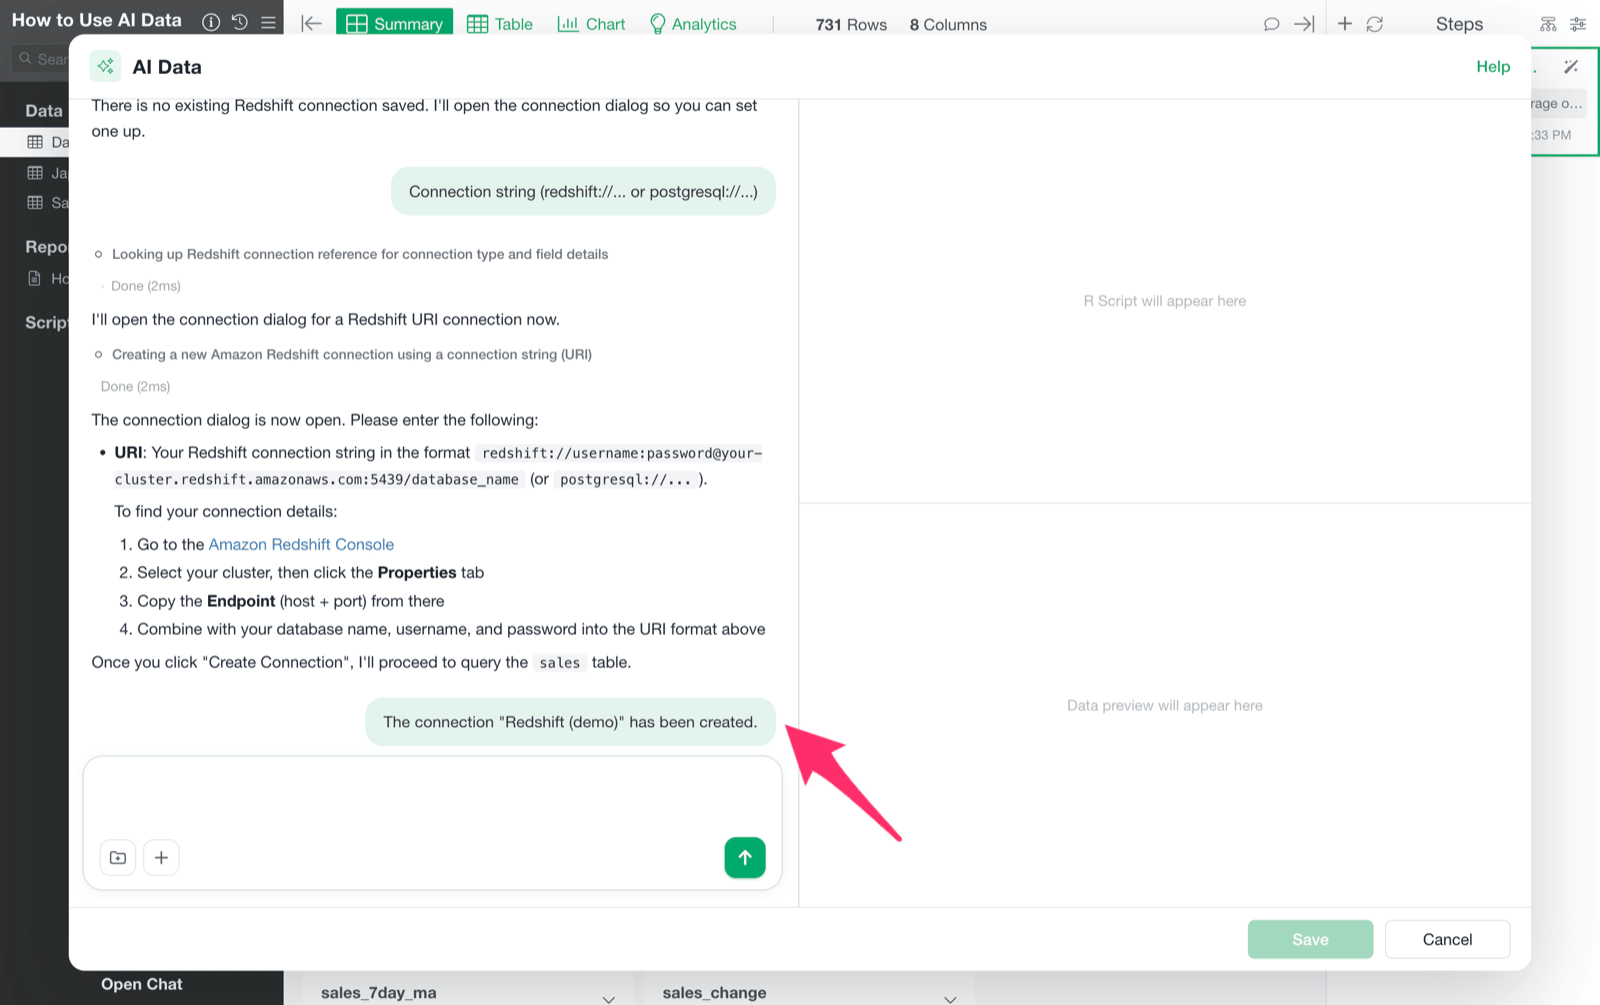 How to Use AI Data
Summary
Table
Chart
Analytics
731 Rows
8 Columns
Steps
Sear
Data
Da
Ja
Sa
Repo
Ho
Script
AI Data
Help
rage o...
:33 PM
There is no existing Redshift connection saved. I'll open the connection dialog so you can set
one up.
Connection string (redshift://... or postgresql://...)
Looking up Redshift connection reference for connection type and field details
Done (2ms)
I'll open the connection dialog for a Redshift URI connection now.
Creating a new Amazon Redshift connection using a connection string (URI)
Done (2ms)
The connection dialog is now open. Please enter the following:
• URI: Your Redshift connection string in the format redshift://username:password@your-
cluster.redshift.amazonaws.com:5439/database_name (or postgresql://... ).
To find your connection details:
1. Go to the Amazon Redshift Console
2. Select your cluster, then click the Properties tab
3. Copy the Endpoint (host + port) from there
4. Combine with your database name, username, and password into the URI format above
Once you click "Create Connection", I'll proceed to query the sales table.
The connection "Redshift (demo)" has been created.
R Script will appear here
Data preview will appear here
Save
Cancel
Open Chat
sales_7day_ma
sales_change